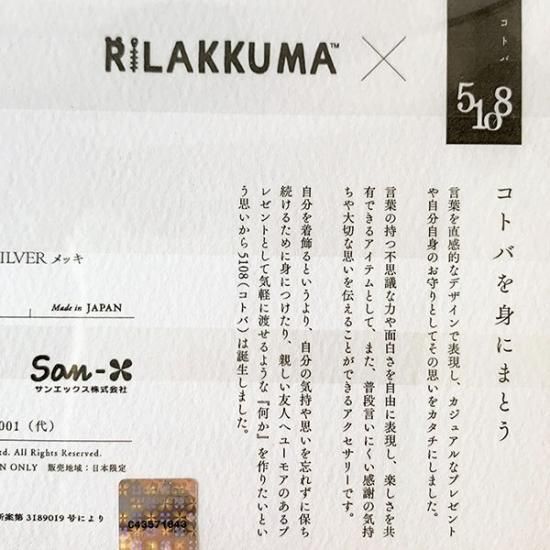 RILAKKUMA™
コトバ
5108
コトバを身にまとう
言葉を直感的なデザインで表現し、カジュアルなプレゼント
や自分自身のお守りとしてその思いをカタチにしました。
言葉の持つ不思議な力や面白さを自由に表現し、楽しさを共
有できるアイテムとして、また、普段言いにくい感謝の気持
ちや大切な思いを伝えることができるアクセサリーです。
自分を着飾るというより、自分の気持や思いを忘れずに保ち
続けるために身につけたり、親しい友人へユーモアのあるプ
レゼントとして気軽に渡せるような『何か』を作りたいとい
う思いから5108(コトバ)は誕生しました。
ILVER メッキ
Made in JAPAN
San-X
サンエックス株式会社
001（代）
td. All Rights Reserved.
N ONLY 販売地域：日本限定
新案第3189019号により
C43571843